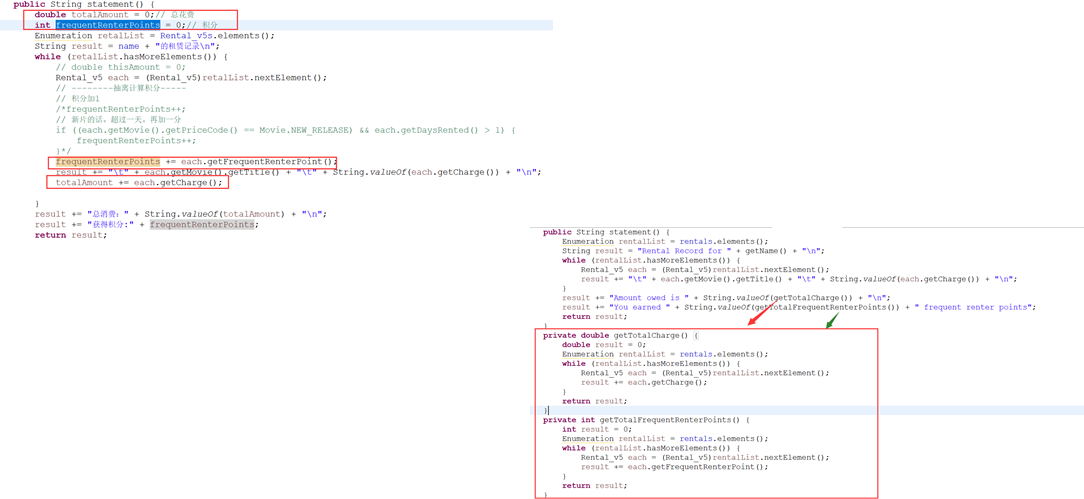 public String statement() {
double totalAmount = 0;// 总花费
int frequentRenterPoints = 0;// 积分
Enumeration retalList = Rental_v5s.elements();
String result = name + "的租赁记录\n";
while (retalList.hasMoreElements()) {
// double thisAmount = 0;
Rental_v5 each = (Rental_v5)retalList.nextElement();
// --------抽离计算积分-----
// 积分加1
/*frequentRenterPoints++;
// 新片的话，超过一天，再加一分
if ((each.getMovie().getPriceCode() == Movie.NEW_RELEASE) && each.getDaysRented() > 1) {
frequentRenterPoints++;
}*/
frequentRenterPoints += each.getFrequentRenterPoint();
result += "\t" + each.getMovie().getTitle() + "\t" + String.valueOf(each.getCharge()) + "\n";
totalAmount += each.getCharge();
}
result += "总消费：" + String.valueOf(totalAmount) + "\n";
result += "获得积分:" + frequentRenterPoints;
return result;
public String statement() {
Enumeration rentalList = rentals.elements();
String result = "Rental Record for " + getName() + "\n";
while (rentalList.hasMoreElements()) {
Rental_v5 each = (Rental_v5)rentalList.nextElement();
result += "\t" + each.getMovie().getTitle() + "\t" + String.valueOf(each.getCharge()) + "\n";
}
result += "Amount owed is " + String.valueOf(getTotalCharge()) + "\n";
result += "You earned " + String.valueOf(getTotalFrequentRenterPoints()) + " frequent renter points";
return result;
}
private double getTotalCharge() {
double result = 0;
Enumeration rentalList = rentals.elements();
while (rentalList.hasMoreElements()) {
Rental_v5 each = (Rental_v5)rentalList.nextElement();
result += each.getCharge();
}
return result;
}
private int getTotalFrequentRenterPoints() {
int result = 0;
Enumeration rentalList = rentals.elements();
while (rentalList.hasMoreElements()) {
Rental_v5 each = (Rental_v5)rentalList.nextElement();
result += each.getFrequentRenterPoint();
}
return result;
}